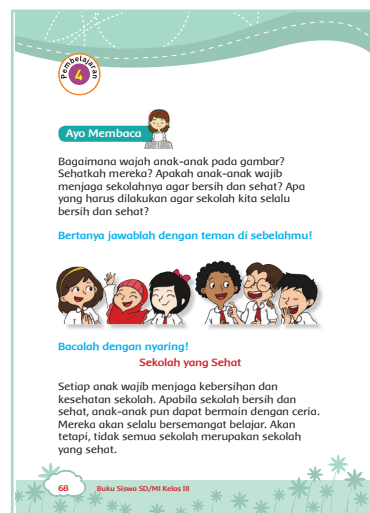 Pembelajaran
4
Ayo Membaca
Bagaimana wajah anak-anak pada gambar?
Sehatkah mereka? Apakah anak-anak wajib
menjaga sekolahnya agar bersih dan sehat? Apa
yang harus dilakukan agar sekolah kita selalu
bersih dan sehat?
Bertanya jawablah dengan teman di sebelahmu!
Bacalah dengan nyaring!
Sekolah yang Sehat
Setiap anak wajib menjaga kebersihan dan
kesehatan sekolah. Apabila sekolah bersih dan
sehat, anak-anak pun dapat bermain dengan ceria.
Mereka akan selalu bersemangat belajar. Akan
tetapi, tidak semua sekolah merupakan sekolah
yang sehat.
68 Buku Siswa SD/MI Kelas 1B